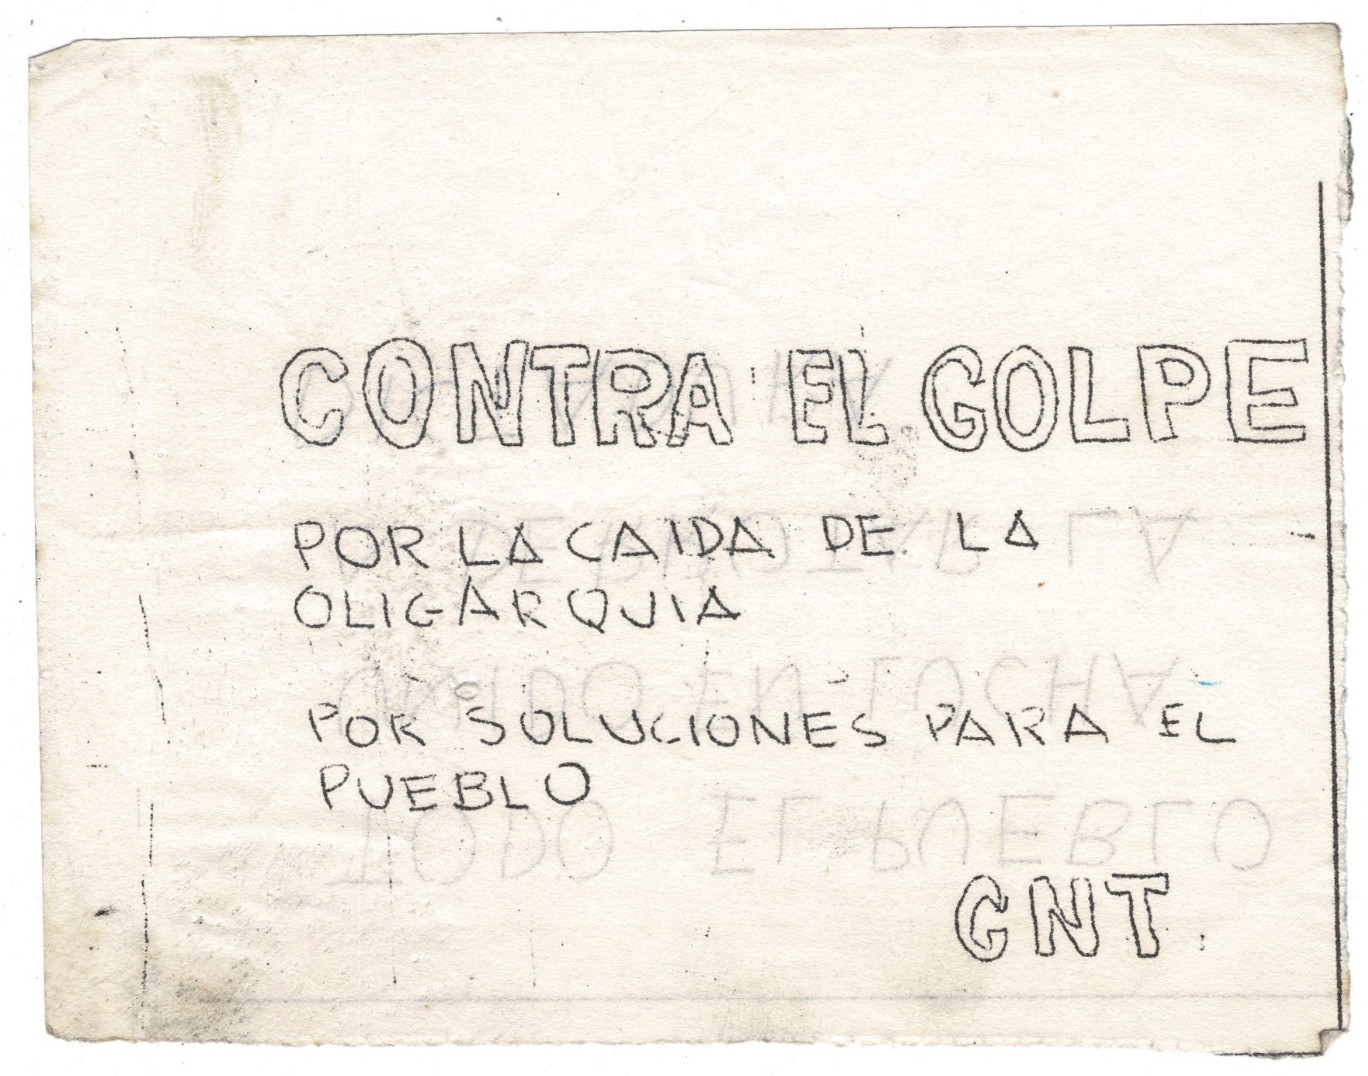 CONTRA EL GOLPE
POR LA CAIDA DE LA
OLIGARQUIA
POR SOLUCIONES PARA EL
PUEBLO
CNT